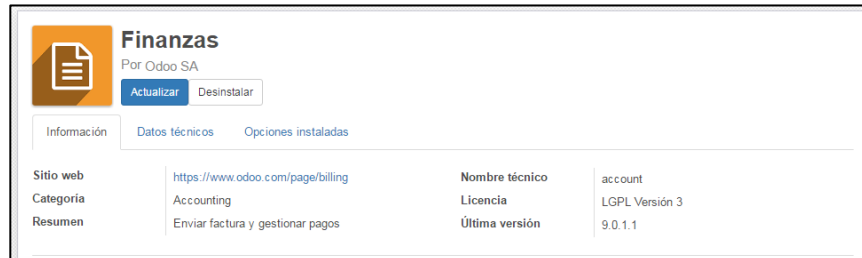 Finanzas
Por Odoo SA
Actualizar Desinstalar
Información Datos técnicos Opciones instaladas
Sitio web https://www.odoo.com/page/billing Nombre técnico account
Categoría Accounting Licencia LGPL Versión 3
Resumen Enviar factura y gestionar pagos Última versión 9.0.1.1